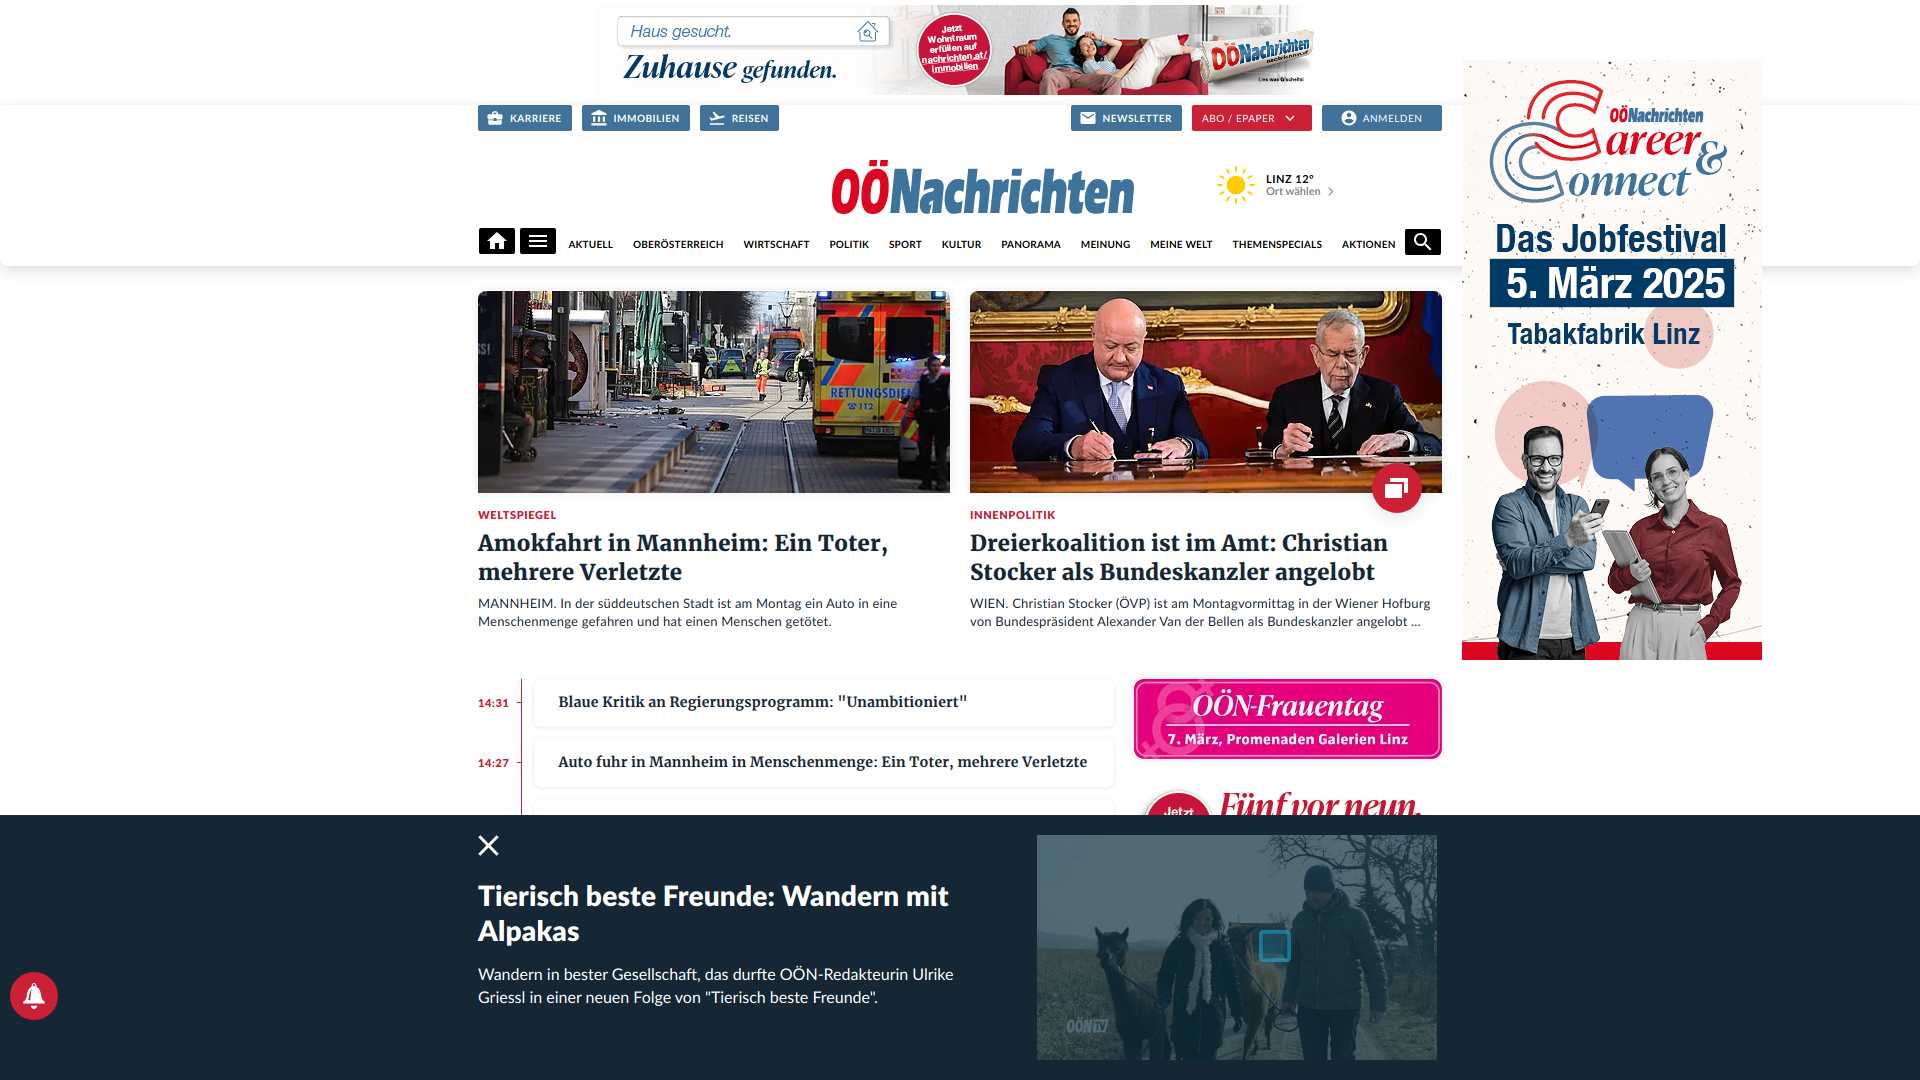 Haus gesucht.
Zuhause gefunden.
Jetzt
Wohntraum
erfüllen auf
nachrichten.at/
immobilien
OÖNachrichten
Lies was G'scheits!
KARRIERE
IMMOBILIEN
REISEN
NEWSLETTER
ABO / EPAPER
ANMELDEN
OÖNachrichten
LINZ 12°
Ort wählen
AKTUELL
OBERÖSTERREICH
WIRTSCHAFT
POLITIK
SPORT
KULTUR
PANORAMA
MEINUNG
MEINE WELT
THEMENSPECIALS
AKTIONEN
OÖNachrichten
Career &
Connect
Das Jobfestival
5. März 2025
Tabakfabrik Linz
RETTUNGSDIEN
112
WELTSPIEGEL
Amokfahrt in Mannheim: Ein Toter,
mehrere Verletzte
MANNHEIM. In der süddeutschen Stadt ist am Montag ein Auto in eine
Menschenmenge gefahren und hat einen Menschen getötet.
INNENPOLITIK
Dreierkoalition ist im Amt: Christian
Stocker als Bundeskanzler angelobt
WIEN. Christian Stocker (ÖVP) ist am Montagvormittag in der Wiener Hofburg
von Bundespräsident Alexander Van der Bellen als Bundeskanzler angelobt ...
14:31
Blaue Kritik an Regierungsprogramm: "Unambitioniert"
14:27
Auto fuhr in Mannheim in Menschenmenge: Ein Toter, mehrere Verletzte
OÖN-Frauentag
7. März, Promenaden Galerien Linz
Jetzt
Fünf vor neun.
Tierisch beste Freunde: Wandern mit
Alpakas
Wandern in bester Gesellschaft, das durfte OÖN-Redakteurin Ulrike
Griessl in einer neuen Folge von "Tierisch beste Freunde".
OÖNTV